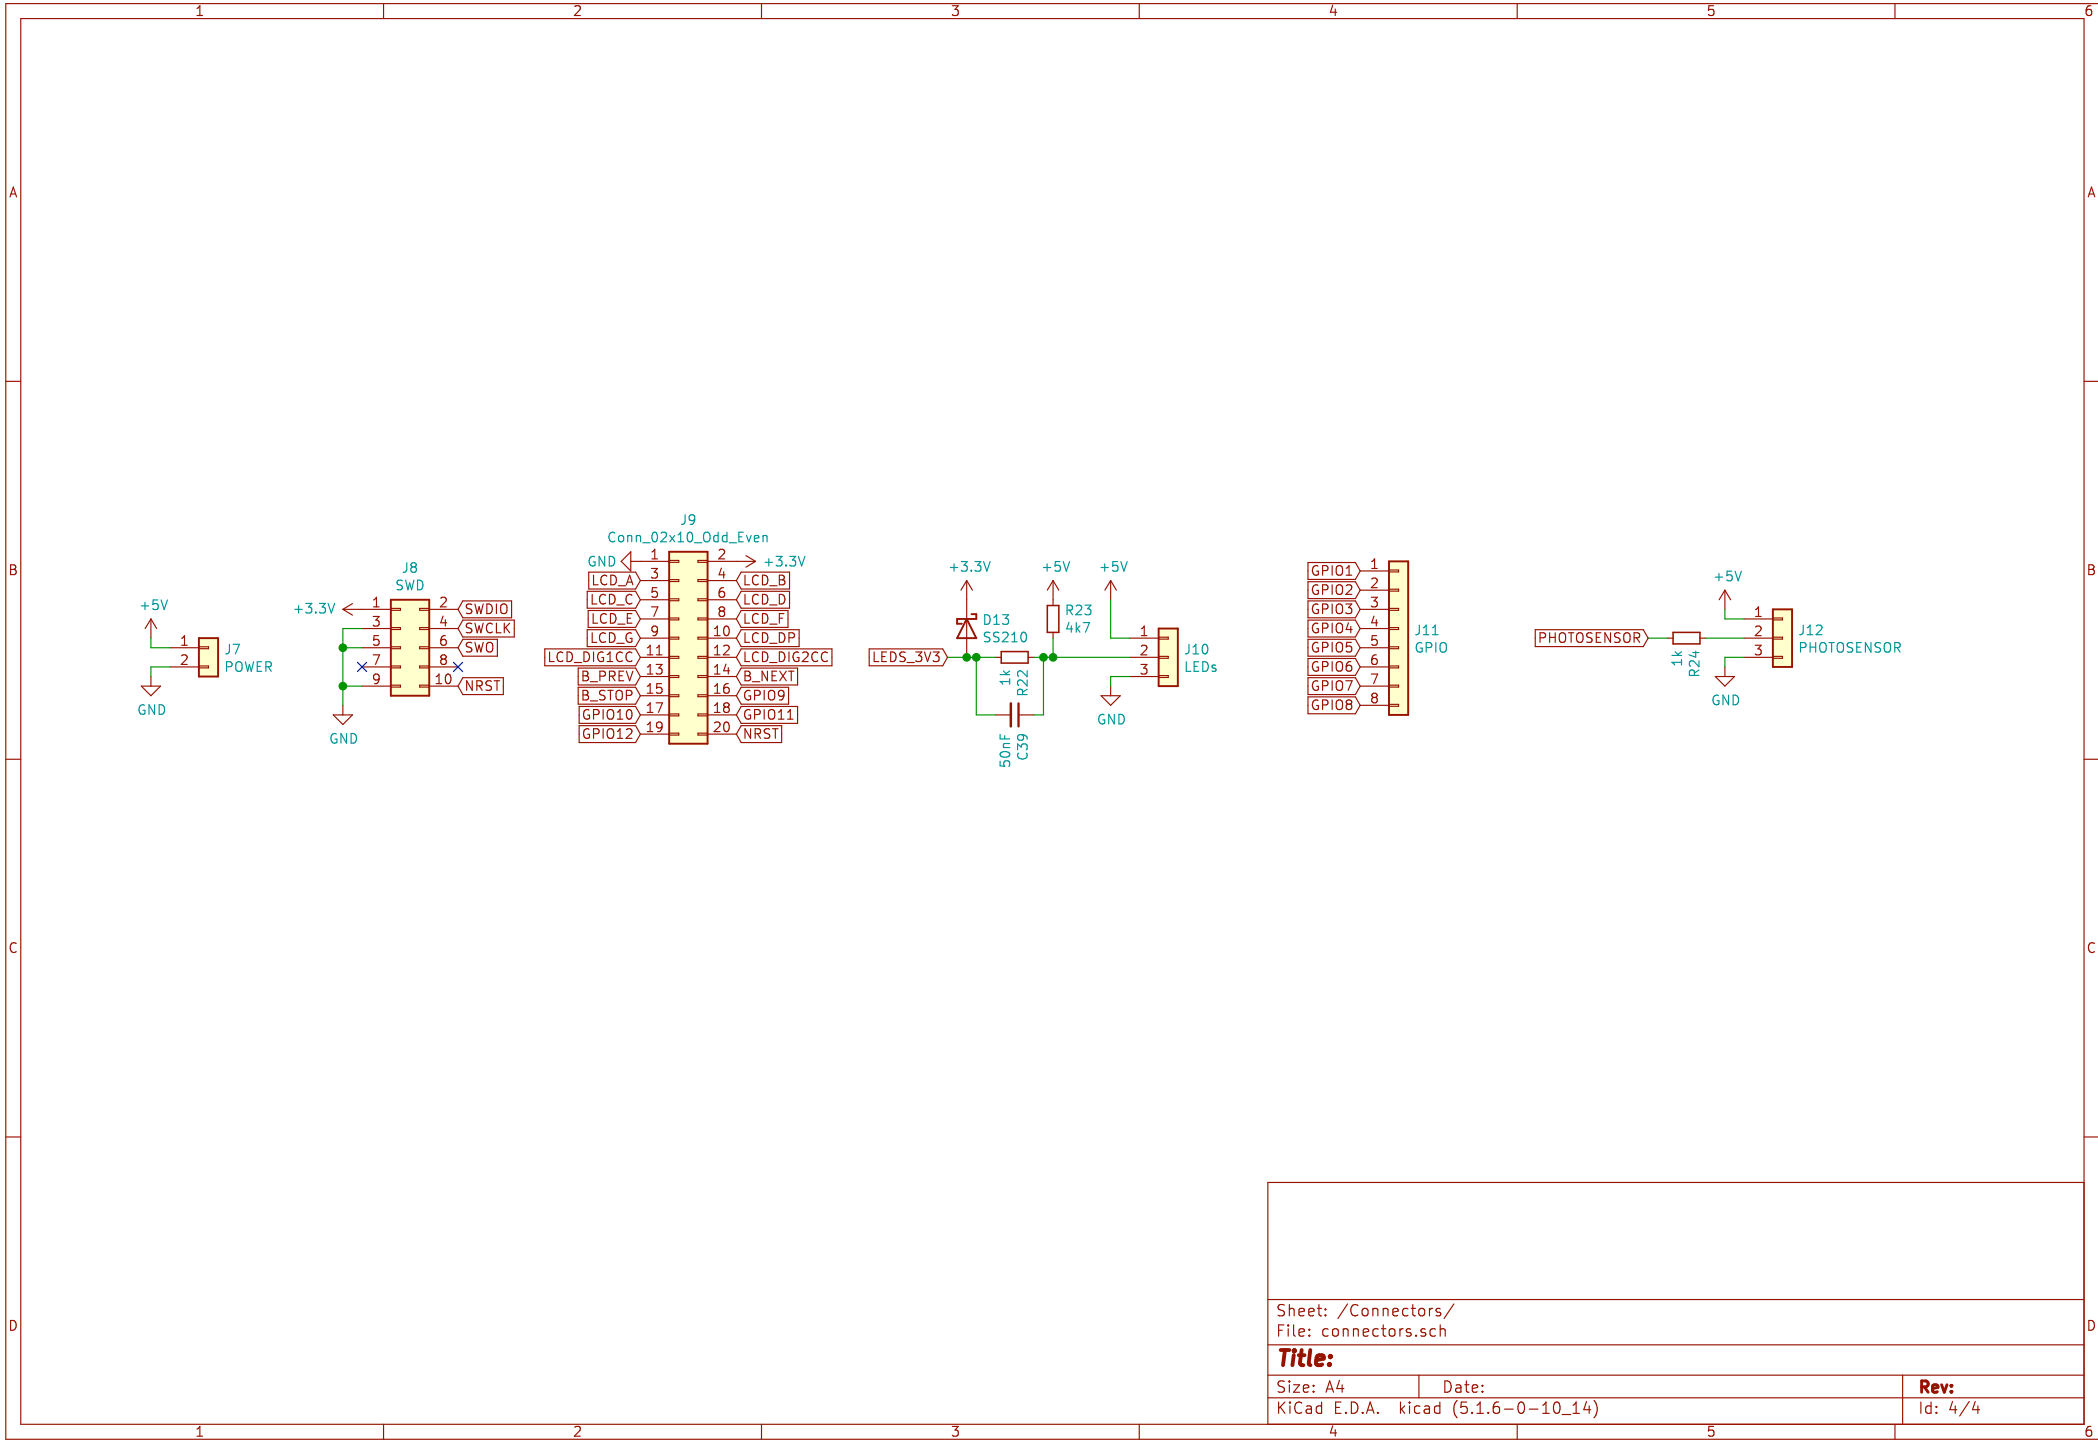 1 2 3 4 5 6
A A
B B
C C
D D
1 2 3 4 5 6
+5V
1
2
J7
POWER
GND
J8
SWD
+3.3V 1 2 SWDIO
3 4 SWCLK
5 6 SWO
7 8
9 10 NRST
GND
J9
Conn_02x10_Odd_Even
GND 1 2 +3.3V
LCD_A 3 4 LCD_B
LCD_C 5 6 LCD_D
LCD_E 7 8 LCD_F
LCD_G 9 10 LCD_DP
LCD_DIG1CC 11 12 LCD_DIG2CC
B_PREV 13 14 B_NEXT
B_STOP 15 16 GPIO9
GPIO10 17 18 GPIO11
GPIO12 19 20 NRST
+3.3V +5V +5V
D13
SS210
R23
4k7
LEDS_3V3
1k
R22
50nF
C39
1
2
3
J10
LEDs
GND
GPIO1 1
GPIO2 2
GPIO3 3
GPIO4 4
GPIO5 5
GPIO6 6
GPIO7 7
GPIO8 8
J11
GPIO
PHOTOSENSOR
1k
R24
+5V
1
2
3
J12
PHOTOSENSOR
GND
Sheet: /Connectors/
File: connectors.sch
Title:
Size: A4 Date: Rev:
KiCad E.D.A. kicad (5.1.6-0-10_14) Id: 4/4